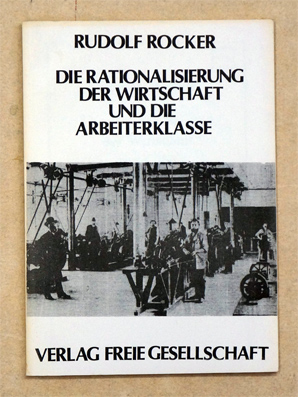 RUDOLF ROCKER
DIE RATIONALISIERUNG
DER WIRTSCHAFT
UND DIE
ARBEITERKLASSE
VERLAG FREIE GESELLSCHAFT